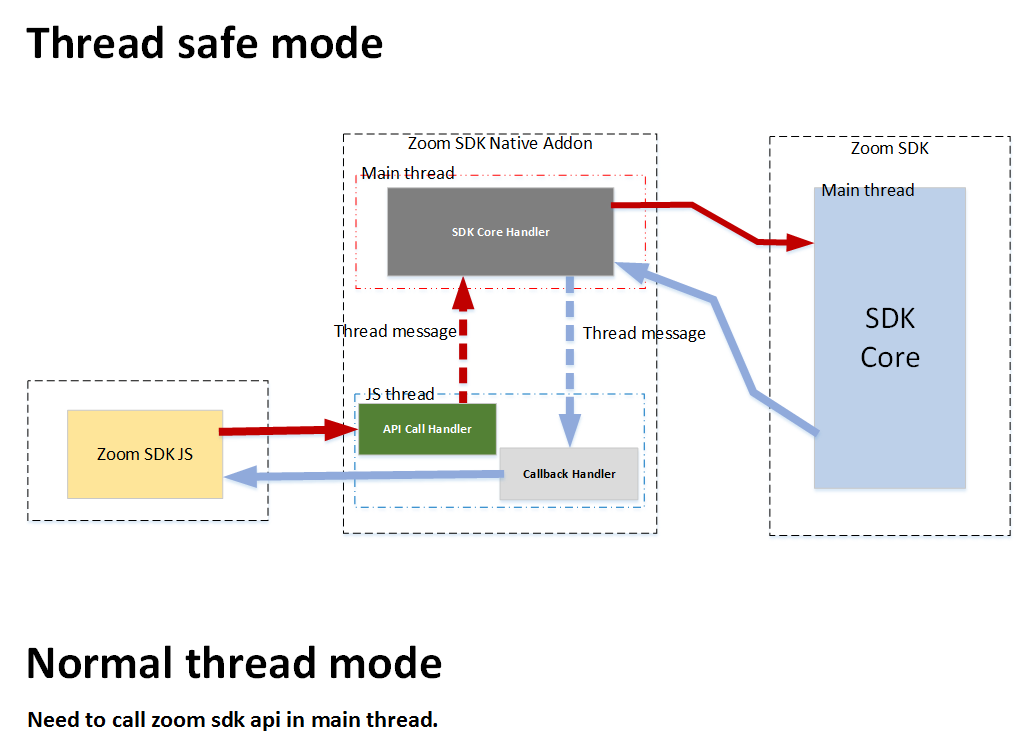 Thread safe mode
Zoom SDK Native Addon
Zoom SDK
Main thread
Main thread
SDK Core Handler
SDK
Core
Thread message
Thread message
JS thread
API Call Handler
Zoom SDK JS
Callback Handler
Normal thread mode
Need to call zoom sdk api in main thread.